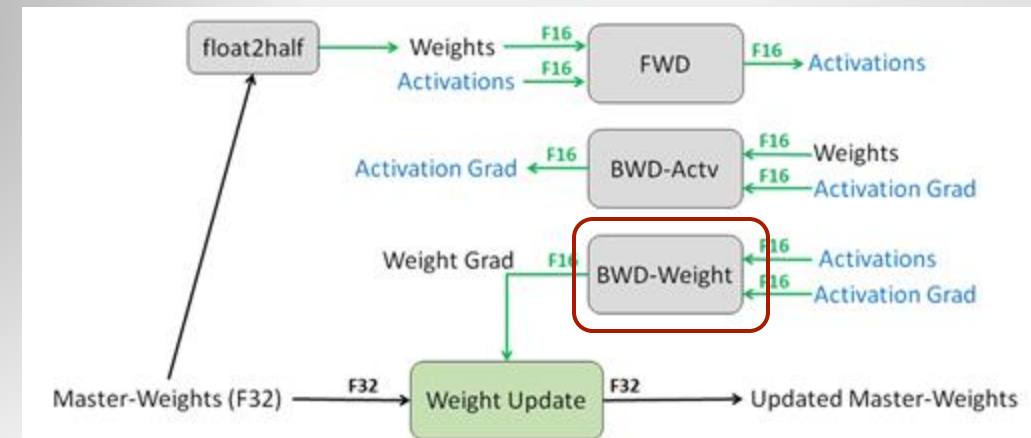 float2half
Weights
F16
Activations
F16
FWD
F16
Activations
Activation Grad
F16
BWD-Actv
F16
Weights
F16
Activation Grad
Weight Grad
F16
BWD-Weight
F16
Activations
F16
Activation Grad
Master-Weights (F32)
F32
Weight Update
F32
Updated Master-Weights